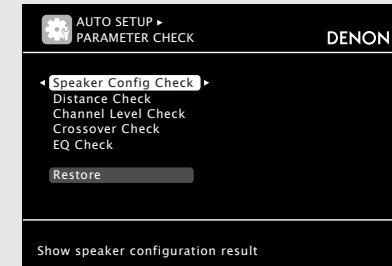 AUTO SETUP ▸
PARAMETER CHECK
DENON
◂ Speaker Config Check ▸
Distance Check
Channel Level Check
Crossover Check
EQ Check
Restore
Show speaker configuration result